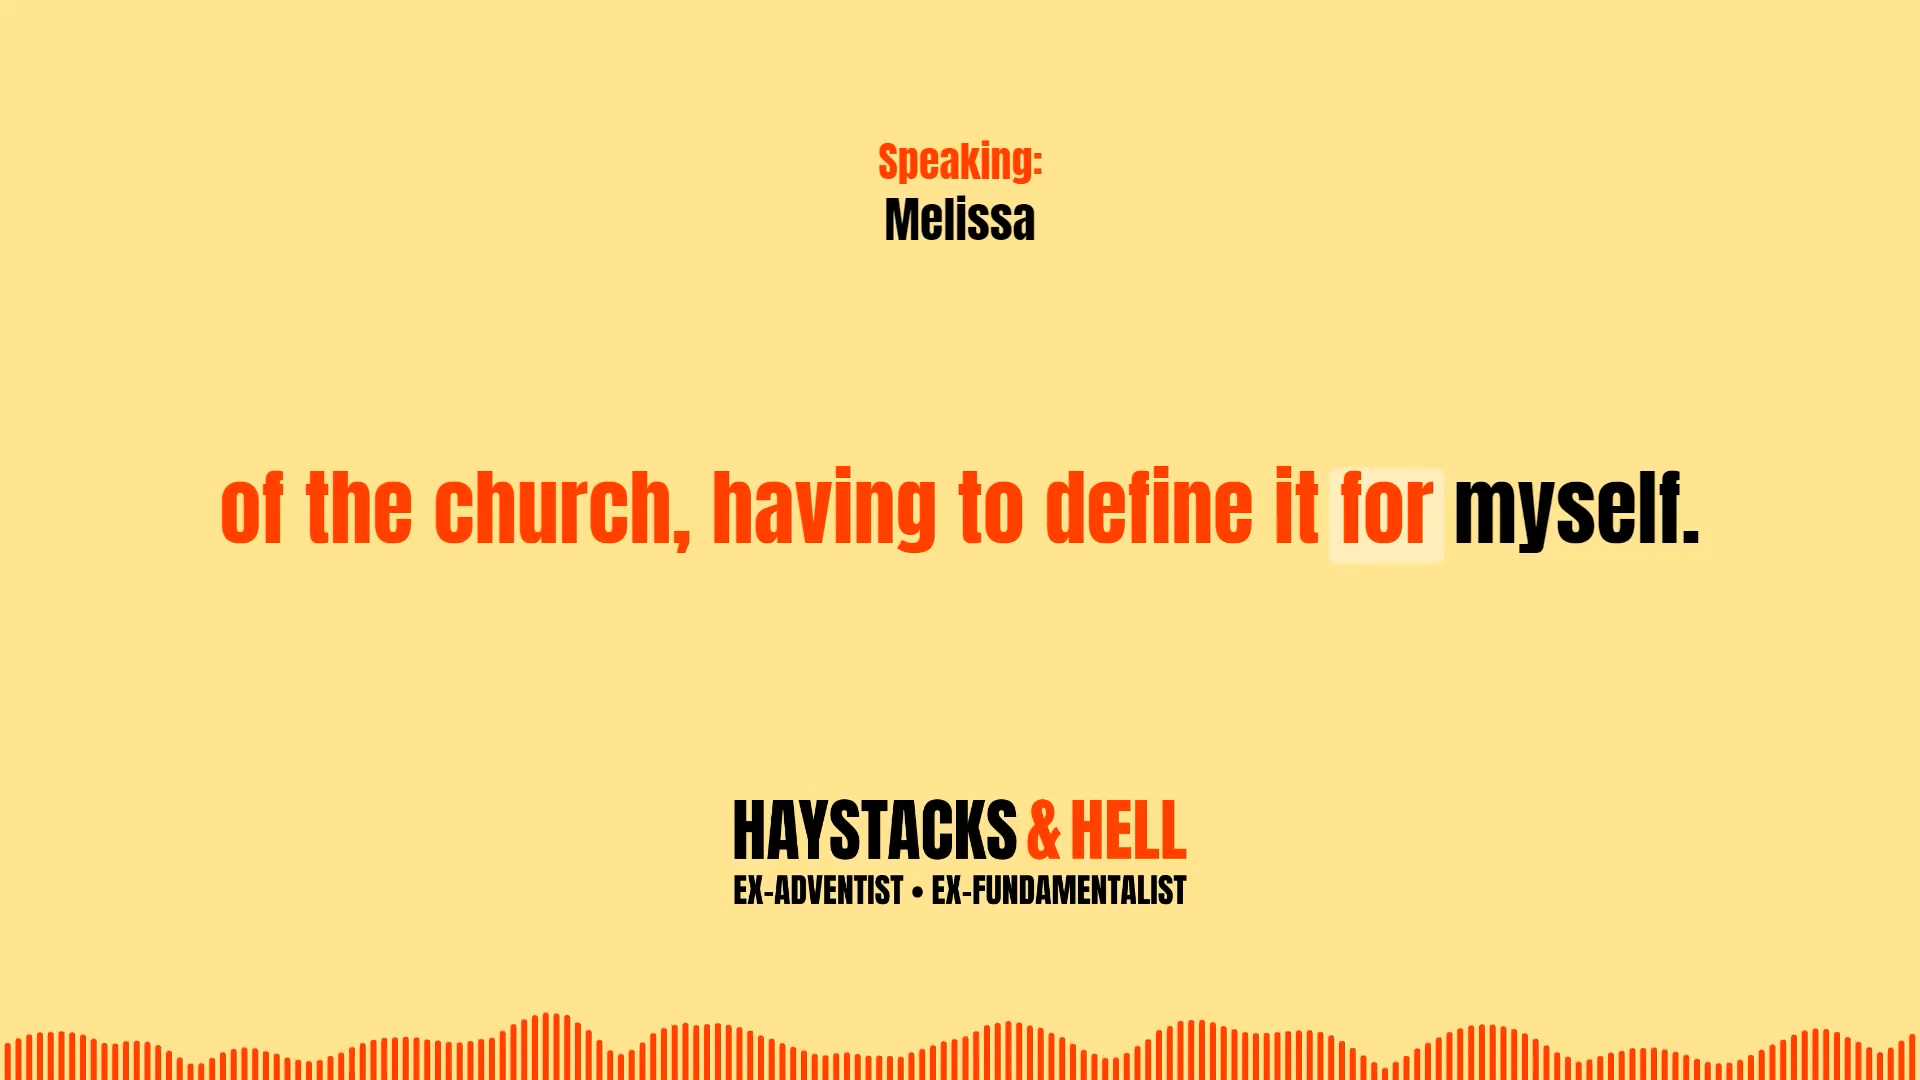 Speaking:
Melissa
of the church, having to define it for myself.
HAYSTACKS & HELL
EX-ADVENTIST • EX-FUNDAMENTALIST